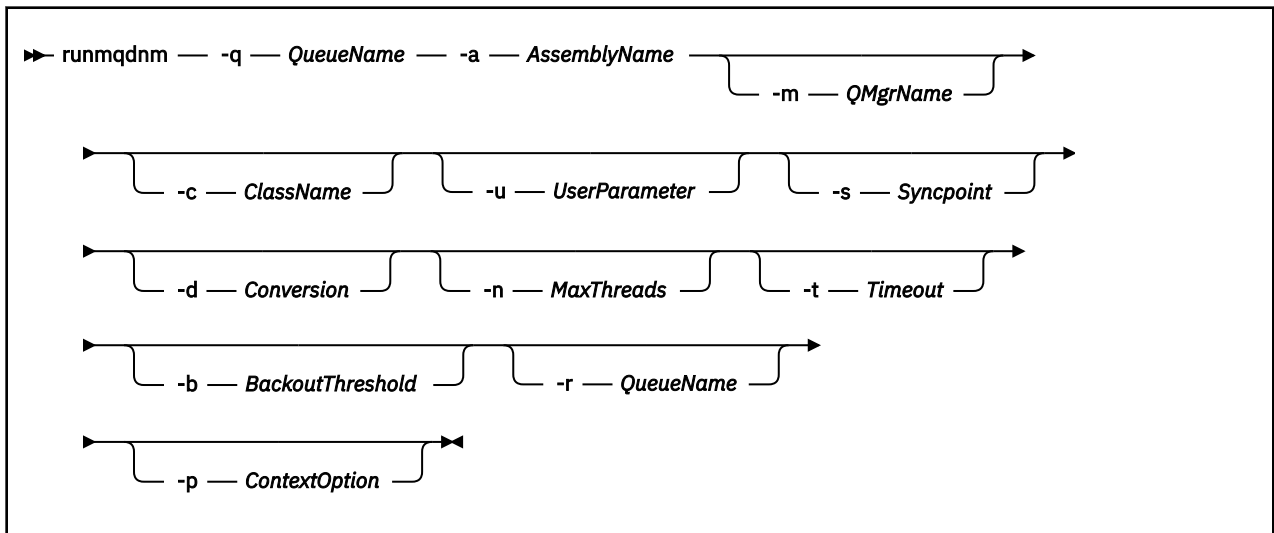 runmqdnm -q QueueName -a AssemblyName
-m QMgrName
-c ClassName -u UserParameter -s Syncpoint
-d Conversion -n MaxThreads -t Timeout
-b BackoutThreshold -r QueueName
-p ContextOption